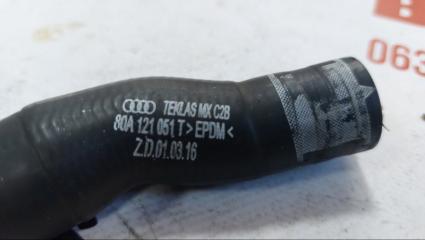 TEKLAS MX C2B
80A 121 051 T >EPDM<
Z.D.01.03.16
063